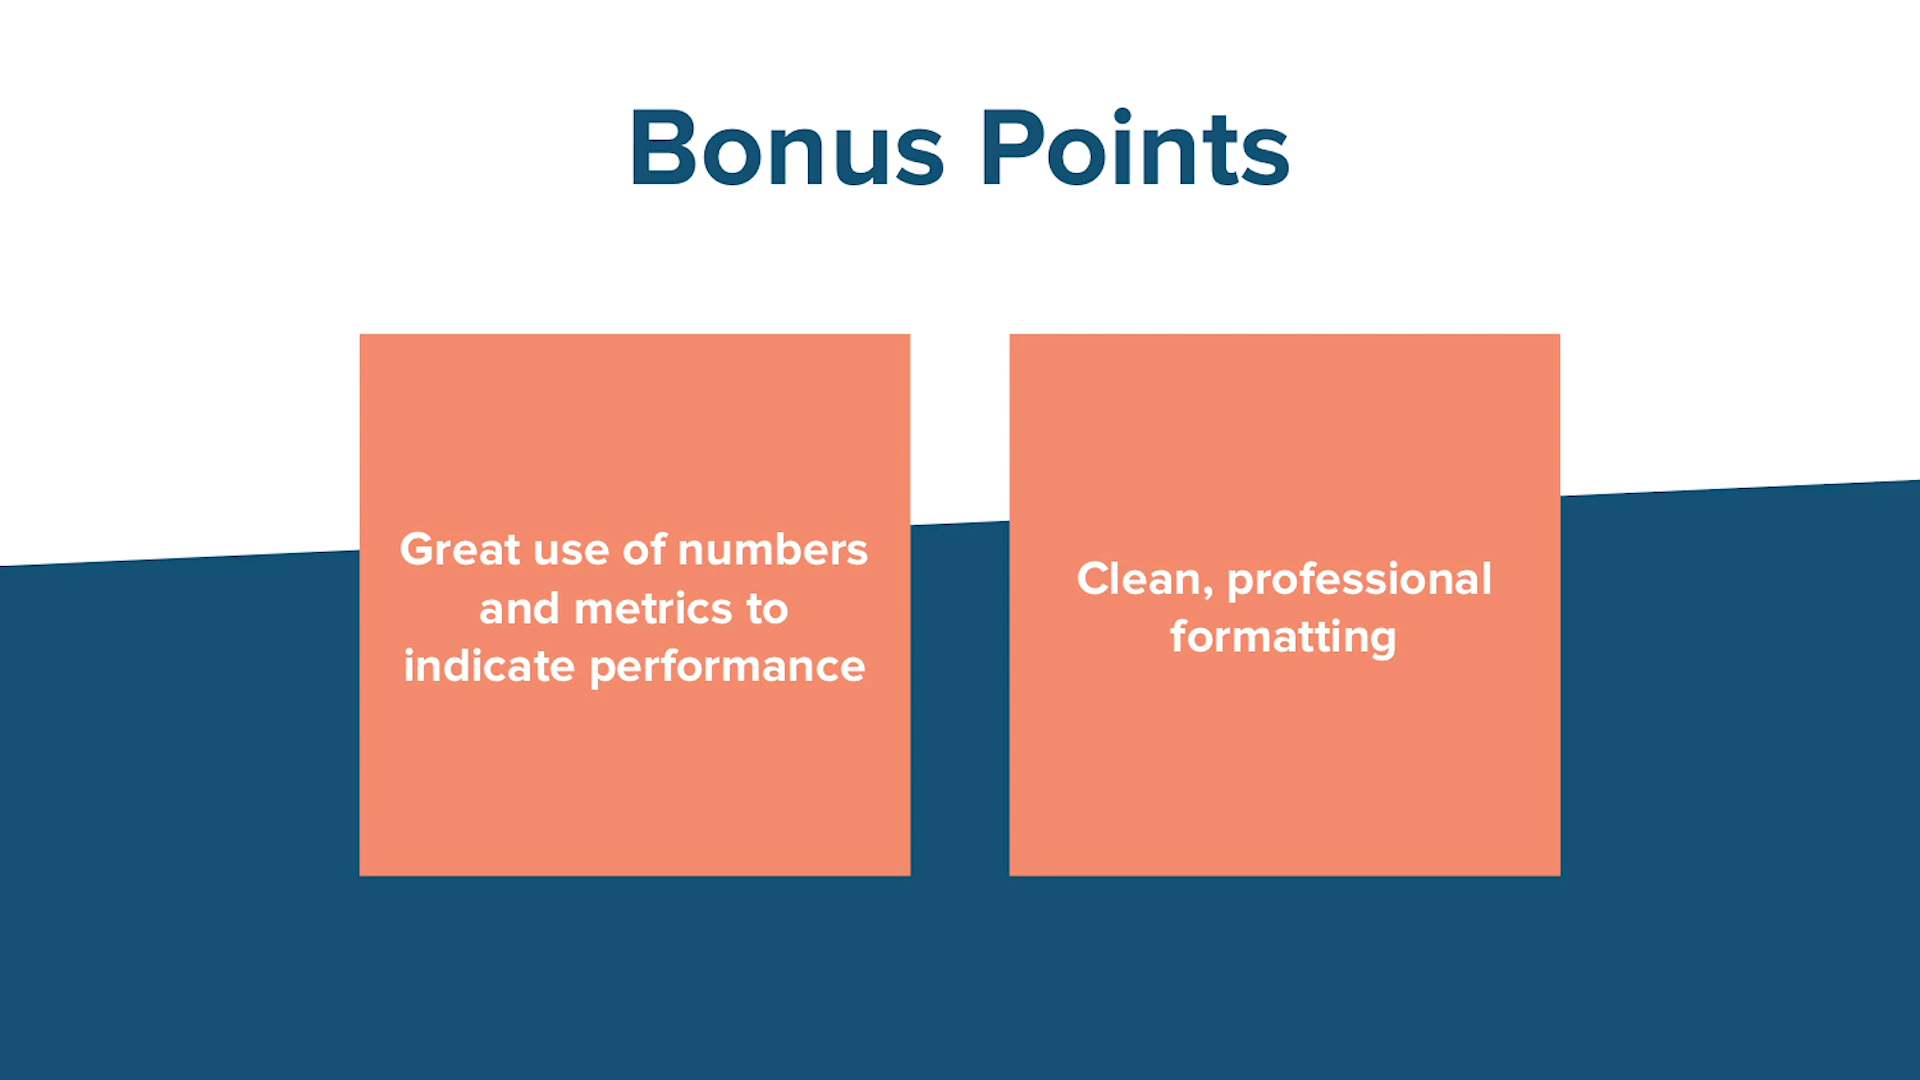 Bonus Points
Great use of numbers
and metrics to
indicate performance
Clean, professional
formatting